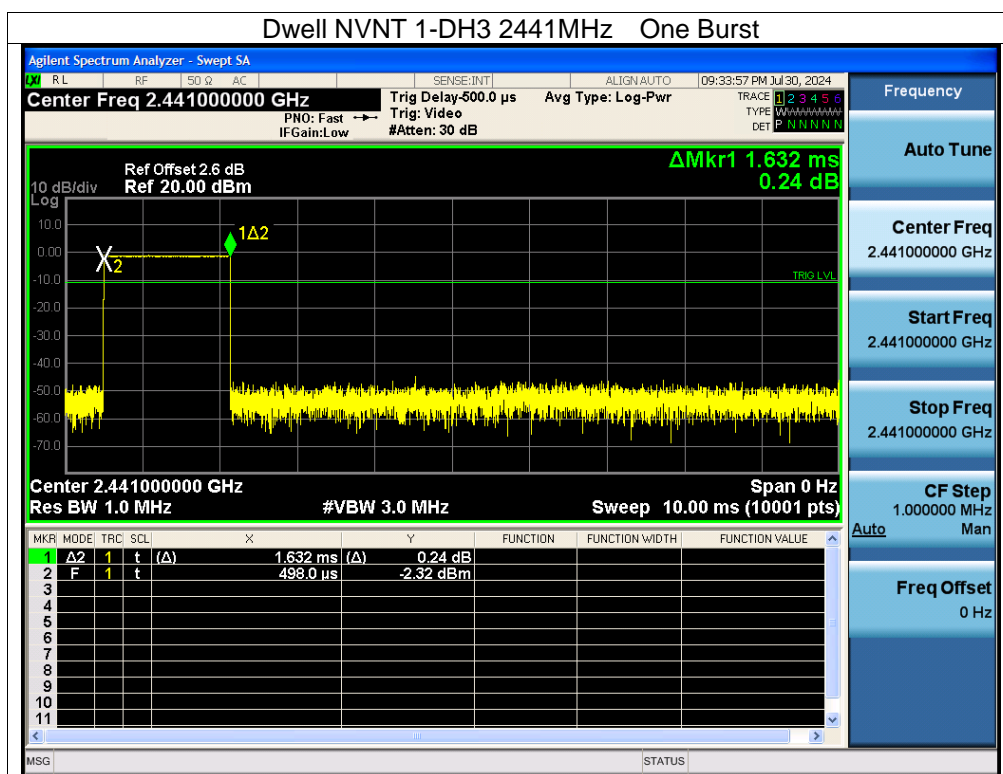 Dwell NVNT 1-DH3 2441MHz One Burst
Agilent Spectrum Analyzer - Swept SA
LXI RL RF 50 Ω AC SENSE:INT ALIGN AUTO 09:33:57 PM Jul 30, 2024
Center Freq 2.441000000 GHz Trig Delay-500.0 µs Avg Type: Log-Pwr TRACE 1 2 3 4 5 6
PNO: Fast Trig: Video TYPE WWWWWW
IFGain:Low #Atten: 30 dB DET P N N N N N
ΔMkr1 1.632 ms
0.24 dB
Ref Offset 2.6 dB
10 dB/div Ref 20.00 dBm
Log
10.0
0.00
-10.0
-20.0
-30.0
-40.0
-50.0
-60.0
-70.0
1Δ2
2
TRIG LVL
Center 2.441000000 GHz Span 0 Hz
Res BW 1.0 MHz #VBW 3.0 MHz Sweep 10.00 ms (10001 pts)
MKR MODE TRC SCL X Y FUNCTION FUNCTION WIDTH FUNCTION VALUE
1 Δ2 1 t (Δ) 1.632 ms (Δ) 0.24 dB
2 F 1 t 498.0 µs -2.32 dBm
3
4
5
6
7
8
9
10
11
MSG STATUS
Frequency
Auto Tune
Center Freq
2.441000000 GHz
Start Freq
2.441000000 GHz
Stop Freq
2.441000000 GHz
CF Step
1.000000 MHz
Auto Man
Freq Offset
0 Hz